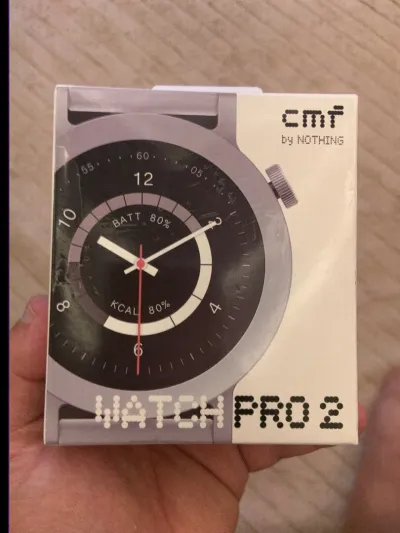 cmf
by NOTHING
55 60 05
12
10 2
BATT 80%
8 4
KCAL 80%
6
WATCH PRO 2